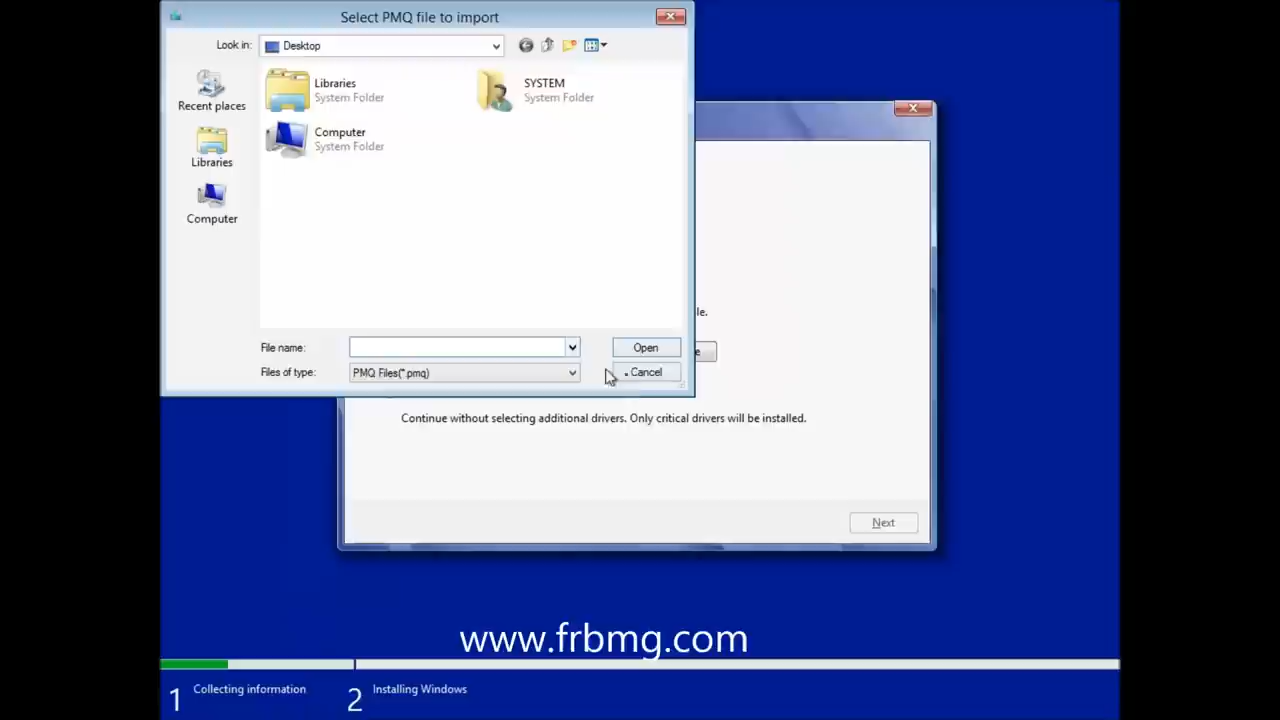 Select PMQ file to import
Look in:
Desktop
Recent places
Libraries
Computer
Libraries
System Folder
SYSTEM
System Folder
Computer
System Folder
File name:
Open
Files of type:
PMQ Files(*.pmq)
Cancel
le.
e
Continue without selecting additional drivers. Only critical drivers will be installed.
Next
www.frbmg.com
1 Collecting information
2 Installing Windows